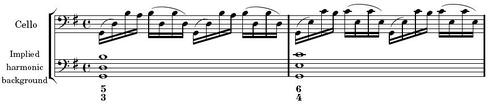 Cello
Implied
harmonic
background
5 6
3 4